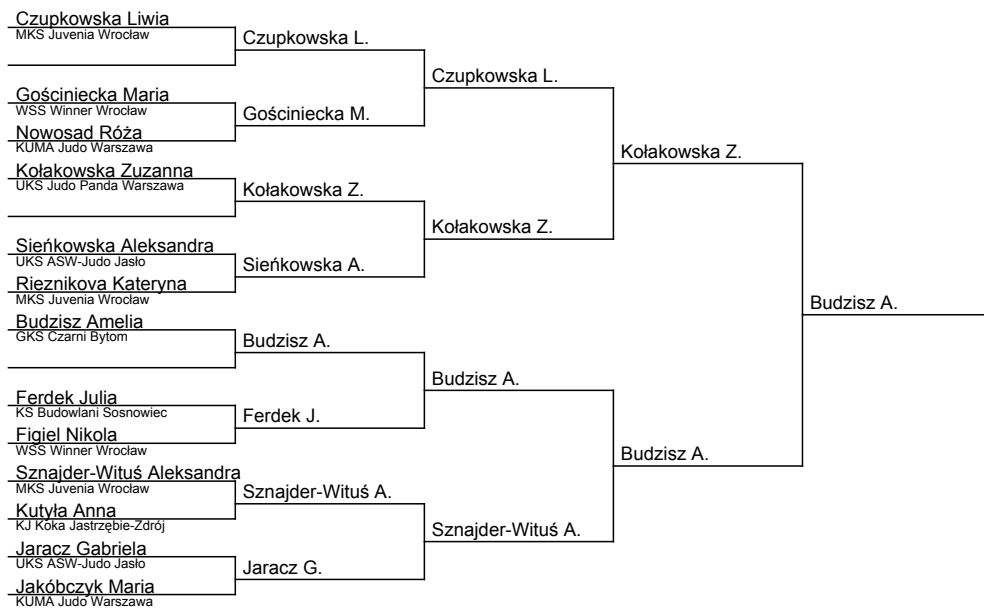 Czupkowska Liwia
MKS Juvenia Wrocław
Gościniecka Maria
WSS Winner Wrocław
Nowosad Róża
KUMA Judo Warszawa
Kołakowska Zuzanna
UKS Judo Panda Warszawa
Sieńkowska Aleksandra
UKS ASW-Judo Jasło
Rieznikova Kateryna
MKS Juvenia Wrocław
Budzisz Amelia
GKS Czarni Bytom
Ferdek Julia
KS Budowlani Sosnowiec
Figiel Nikola
WSS Winner Wrocław
Sznajder-Wituś Aleksandra
MKS Juvenia Wrocław
Kutyła Anna
KJ Koka Jastrzębie-Zdrój
Jaracz Gabriela
UKS ASW-Judo Jasło
Jakóbczyk Maria
KUMA Judo Warszawa
Czupkowska L.
Gościniecka M.
Kołakowska Z.
Sieńkowska A.
Budzisz A.
Ferdek J.
Sznajder-Wituś A.
Jaracz G.
Czupkowska L.
Kołakowska Z.
Budzisz A.
Sznajder-Wituś A.
Kołakowska Z.
Budzisz A.
Budzisz A.